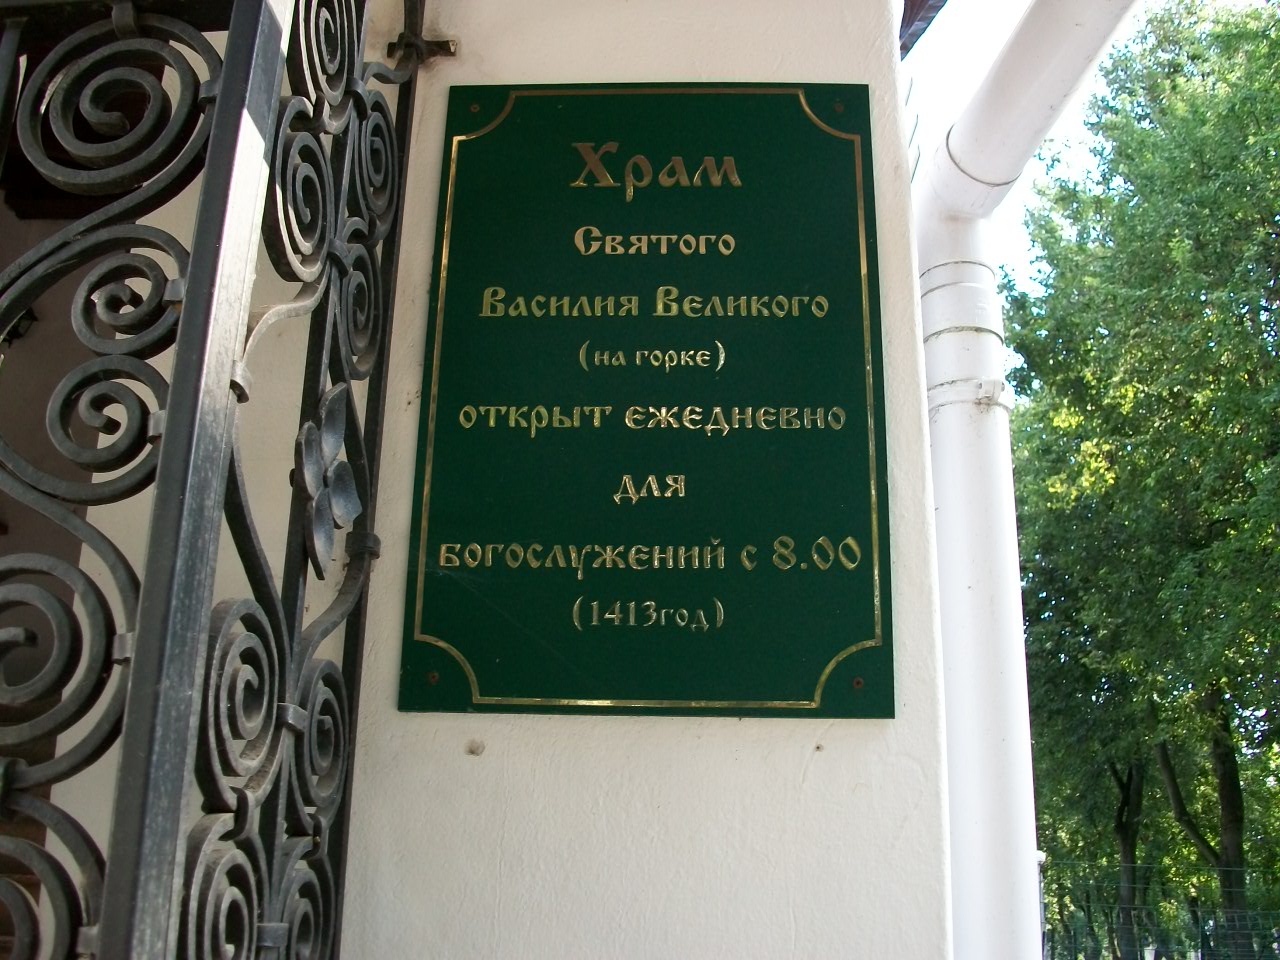 Храм
Святого
Василия Великого
(на горке)
открыт ежедневно
для
богослужений с 8.00
(1413год)